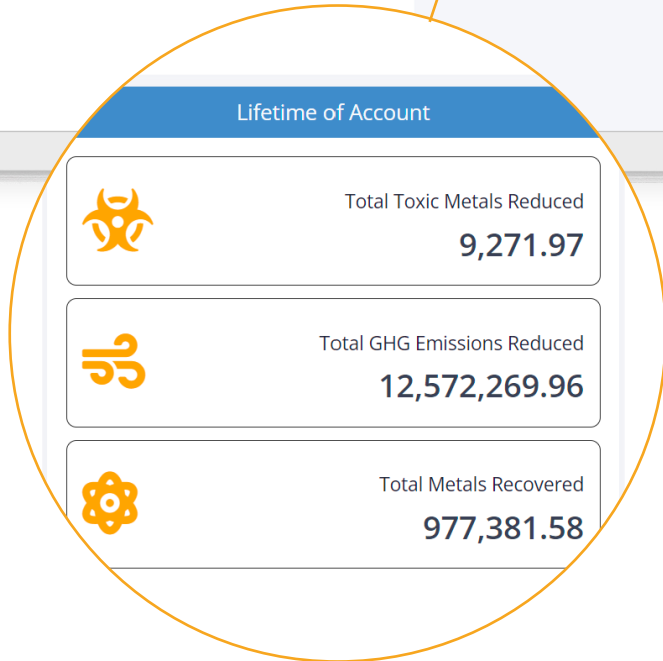 Lifetime of Account
Total Toxic Metals Reduced
9,271.97
Total GHG Emissions Reduced
12,572,269.96
Total Metals Recovered
977,381.58